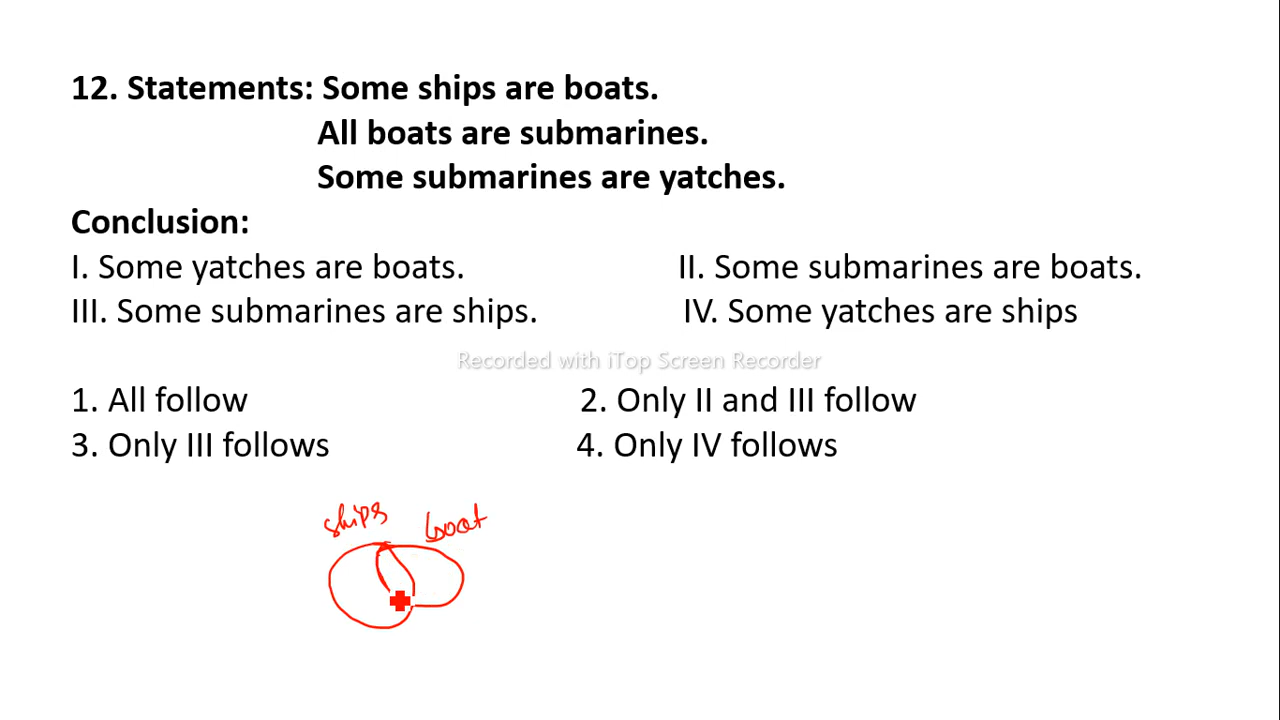 12. Statements: Some ships are boats.
All boats are submarines.
Some submarines are yatches.
Conclusion:
I. Some yatches are boats. II. Some submarines are boats.
III. Some submarines are ships. IV. Some yatches are ships
Recorded with iTop Screen Recorder
1. All follow 2. Only II and III follow
3. Only III follows 4. Only IV follows
ships boat